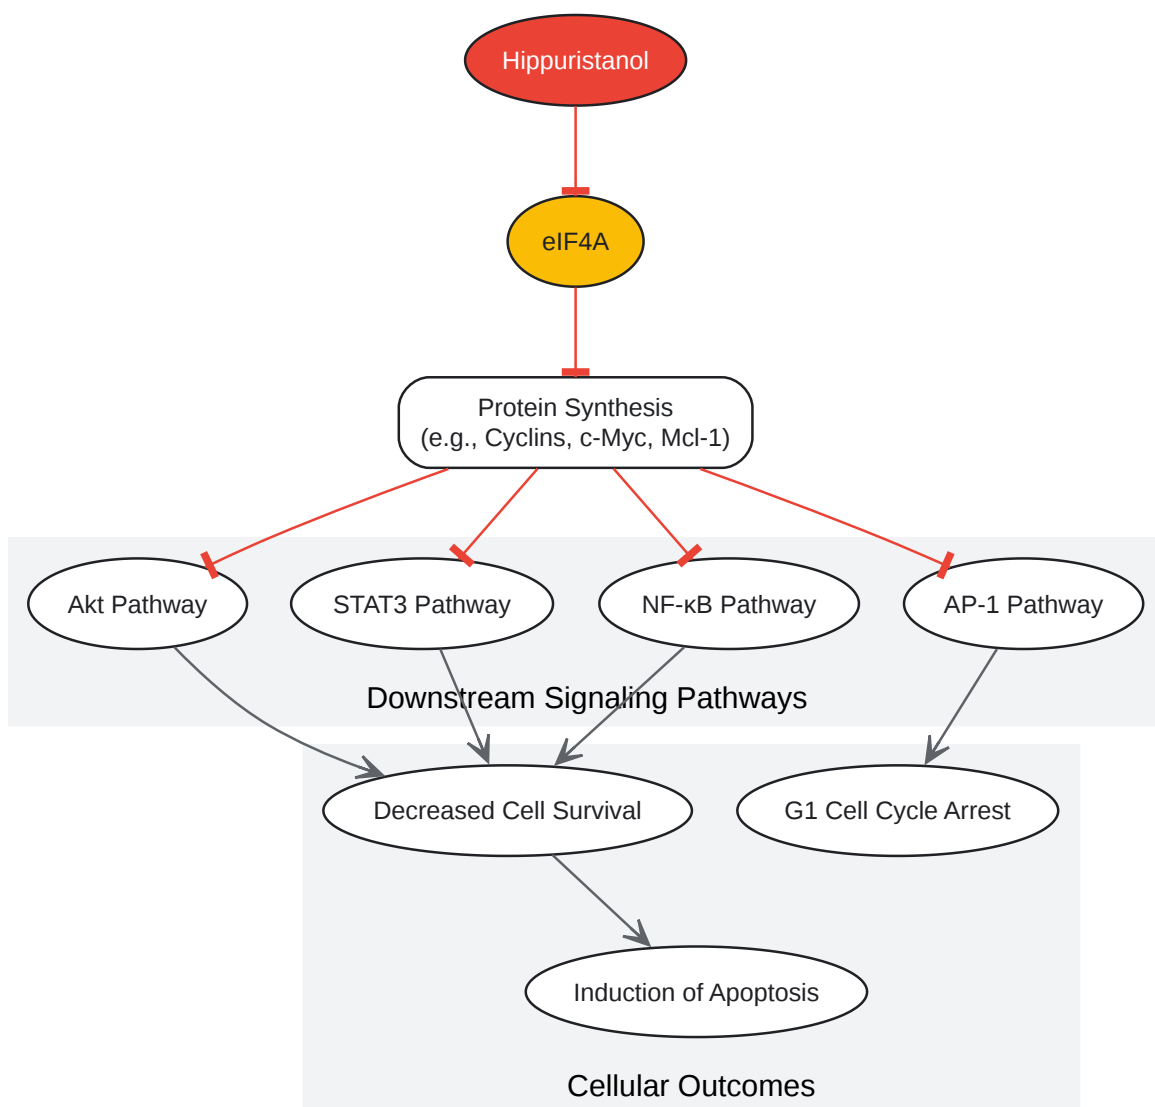 Hippuristanol
eIF4A
Protein Synthesis
(e.g., Cyclins, c-Myc, Mcl-1)
Akt Pathway
STAT3 Pathway
NF-κB Pathway
AP-1 Pathway
Downstream Signaling Pathways
Decreased Cell Survival
G1 Cell Cycle Arrest
Induction of Apoptosis
Cellular Outcomes